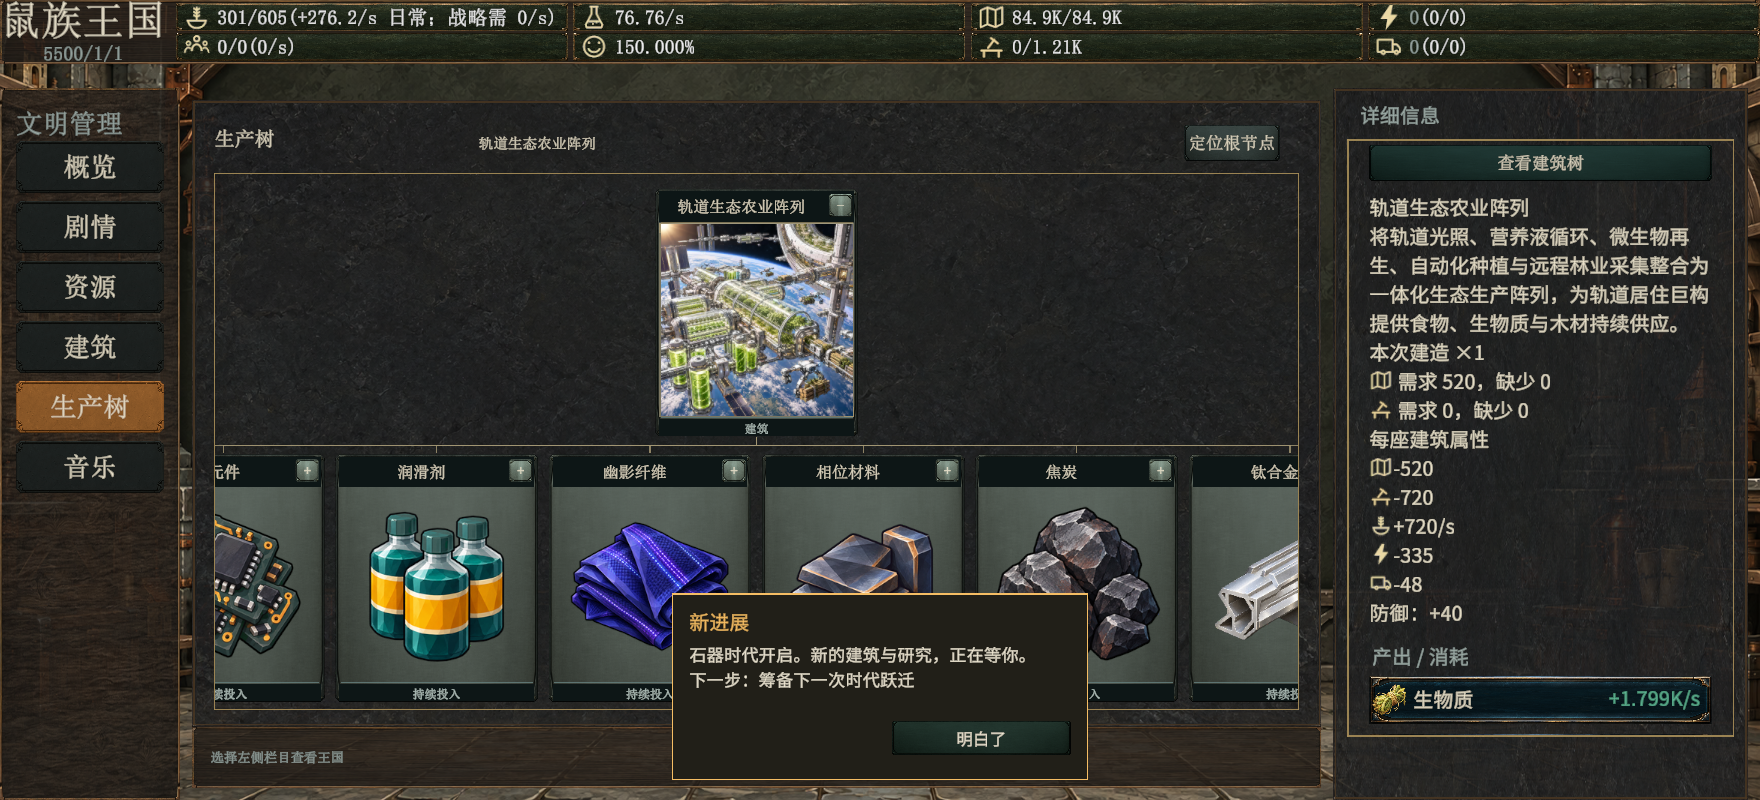 鼠族王国
5500/1/1
301/605(+276.2/s 日常; 战略需 0/s)
76.76/s
84.9K/84.9K
0(0/0)
0/0(0/s)
150.000%
0/1.21K
0(0/0)
文明管理
概览
剧情
资源
建筑
生产树
音乐
生产树
轨道生态农业阵列
定位根节点
轨道生态农业阵列
建筑
元件
润滑剂
幽影纤维
相位材料
焦炭
钛合金
续投入
持续投入
持续投入
入
持续投
新进展
石器时代开启。新的建筑与研究，正在等你。
下一步：筹备下一次时代跃迁
明白了
选择左侧栏目查看王国
详细信息
查看建筑树
轨道生态农业阵列
将轨道光照、营养液循环、微生物再
生、自动化种植与远程林业采集整合为
一体化生态生产阵列，为轨道居住巨构
提供食物、生物质与木材持续供应。
本次建造 ×1
需求 520，缺少 0
需求 0，缺少 0
每座建筑属性
-520
-720
+720/s
-335
-48
防御：+40
产出 / 消耗
生物质 +1.799K/s